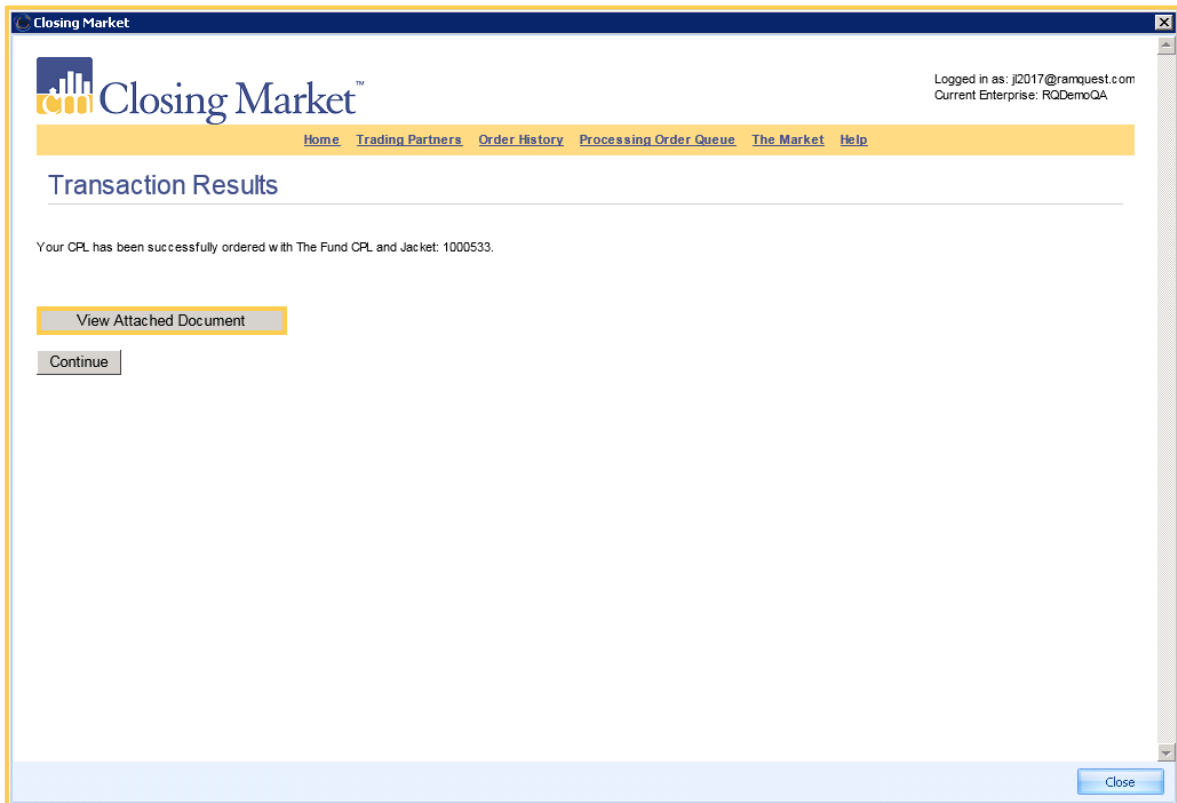 Closing Market
cm Closing Market™
Logged in as: jl2017@ramquest.com
Current Enterprise: RQDemoQA
Home Trading Partners Order History Processing Order Queue The Market Help
Transaction Results
Your CPL has been successfully ordered with The Fund CPL and Jacket: 1000533.
View Attached Document
Continue
Close